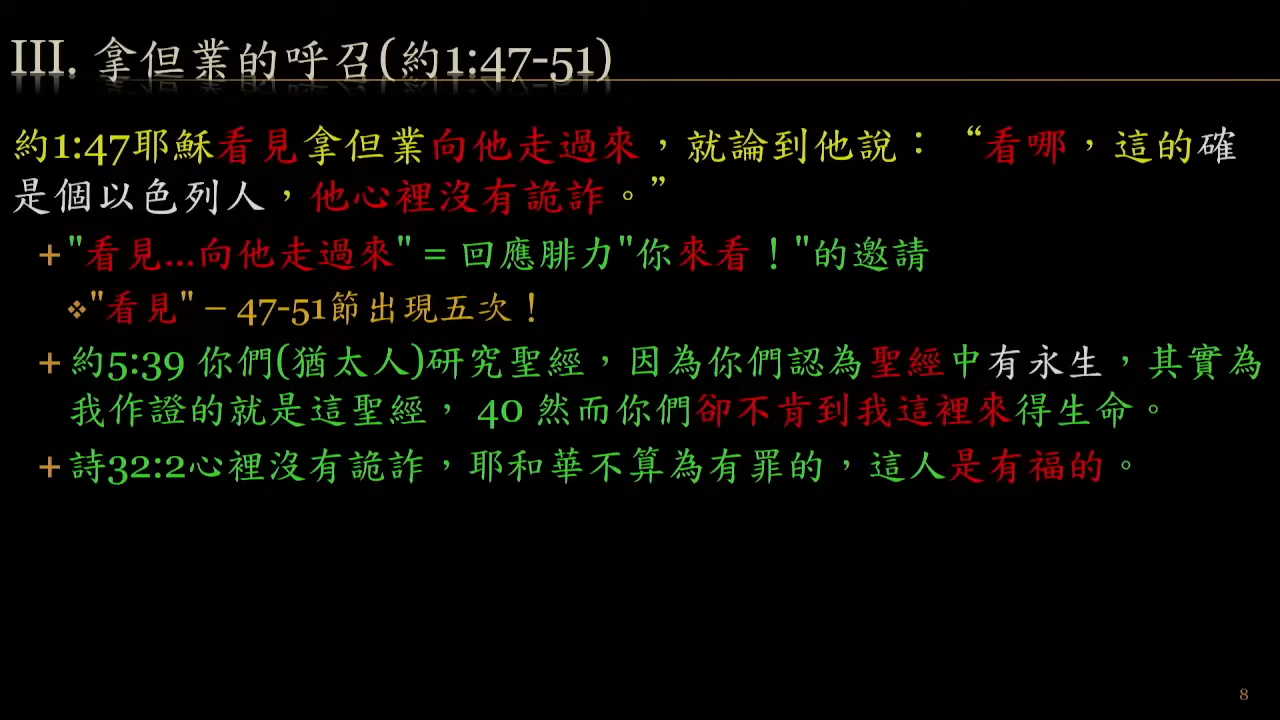 III. 拿但業的呼召(約1:47-51)
約1:47耶穌看見拿但業向他走過來，就論到他說：“看哪，這的確
是個以色列人，他心裡沒有詭詐。”
+"看見...向他走過來" = 回應腓力"你來看！"的邀請
❖"看見" – 47-51節出現五次！
+約5:39 你們(猶太人)研究聖經，因為你們認為聖經中有永生，其實為
我作證的就是這聖經， 40 然而你們卻不肯到我這裡來得生命。
+詩32:2心裡沒有詭詐，耶和華不算為有罪的，這人是有福的。
8